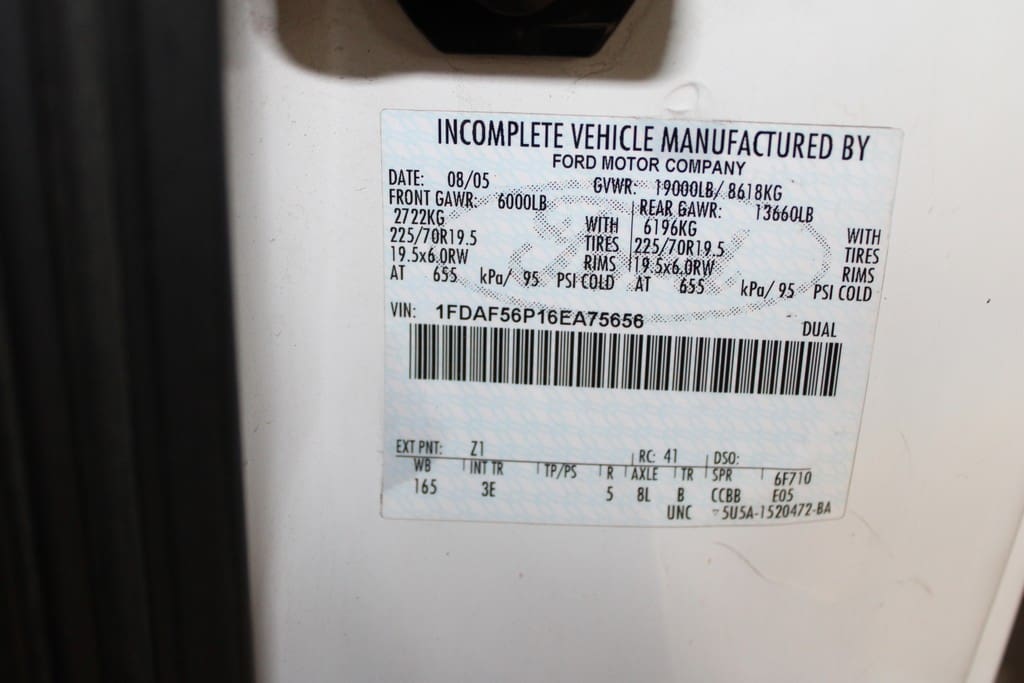 INCOMPLETE VEHICLE MANUFACTURED BY
FORD MOTOR COMPANY
DATE: 08/05 GVWR: 19000LB/ 8618KG
FRONT GAWR: 6000LB REAR GAWR: 13660LB
2722KG WITH 6196KG WITH
225/70R19.5 TIRES 225/70R19.5 TIRES
19.5x6.0RW RIMS 19.5x6.0RW RIMS
AT 655 kPa/ 95 PSI COLD AT 655 kPa/ 95 PSI COLD
VIN: 1FDAF56P16EA75656 DUAL
EXT PNT: Z1 RC: 41 DSO:
WB INT TR TP/PS R AXLE TR SPR 6F710
165 3E 5 8L B CCBB E05
UNC 5U5A-1520472-BA